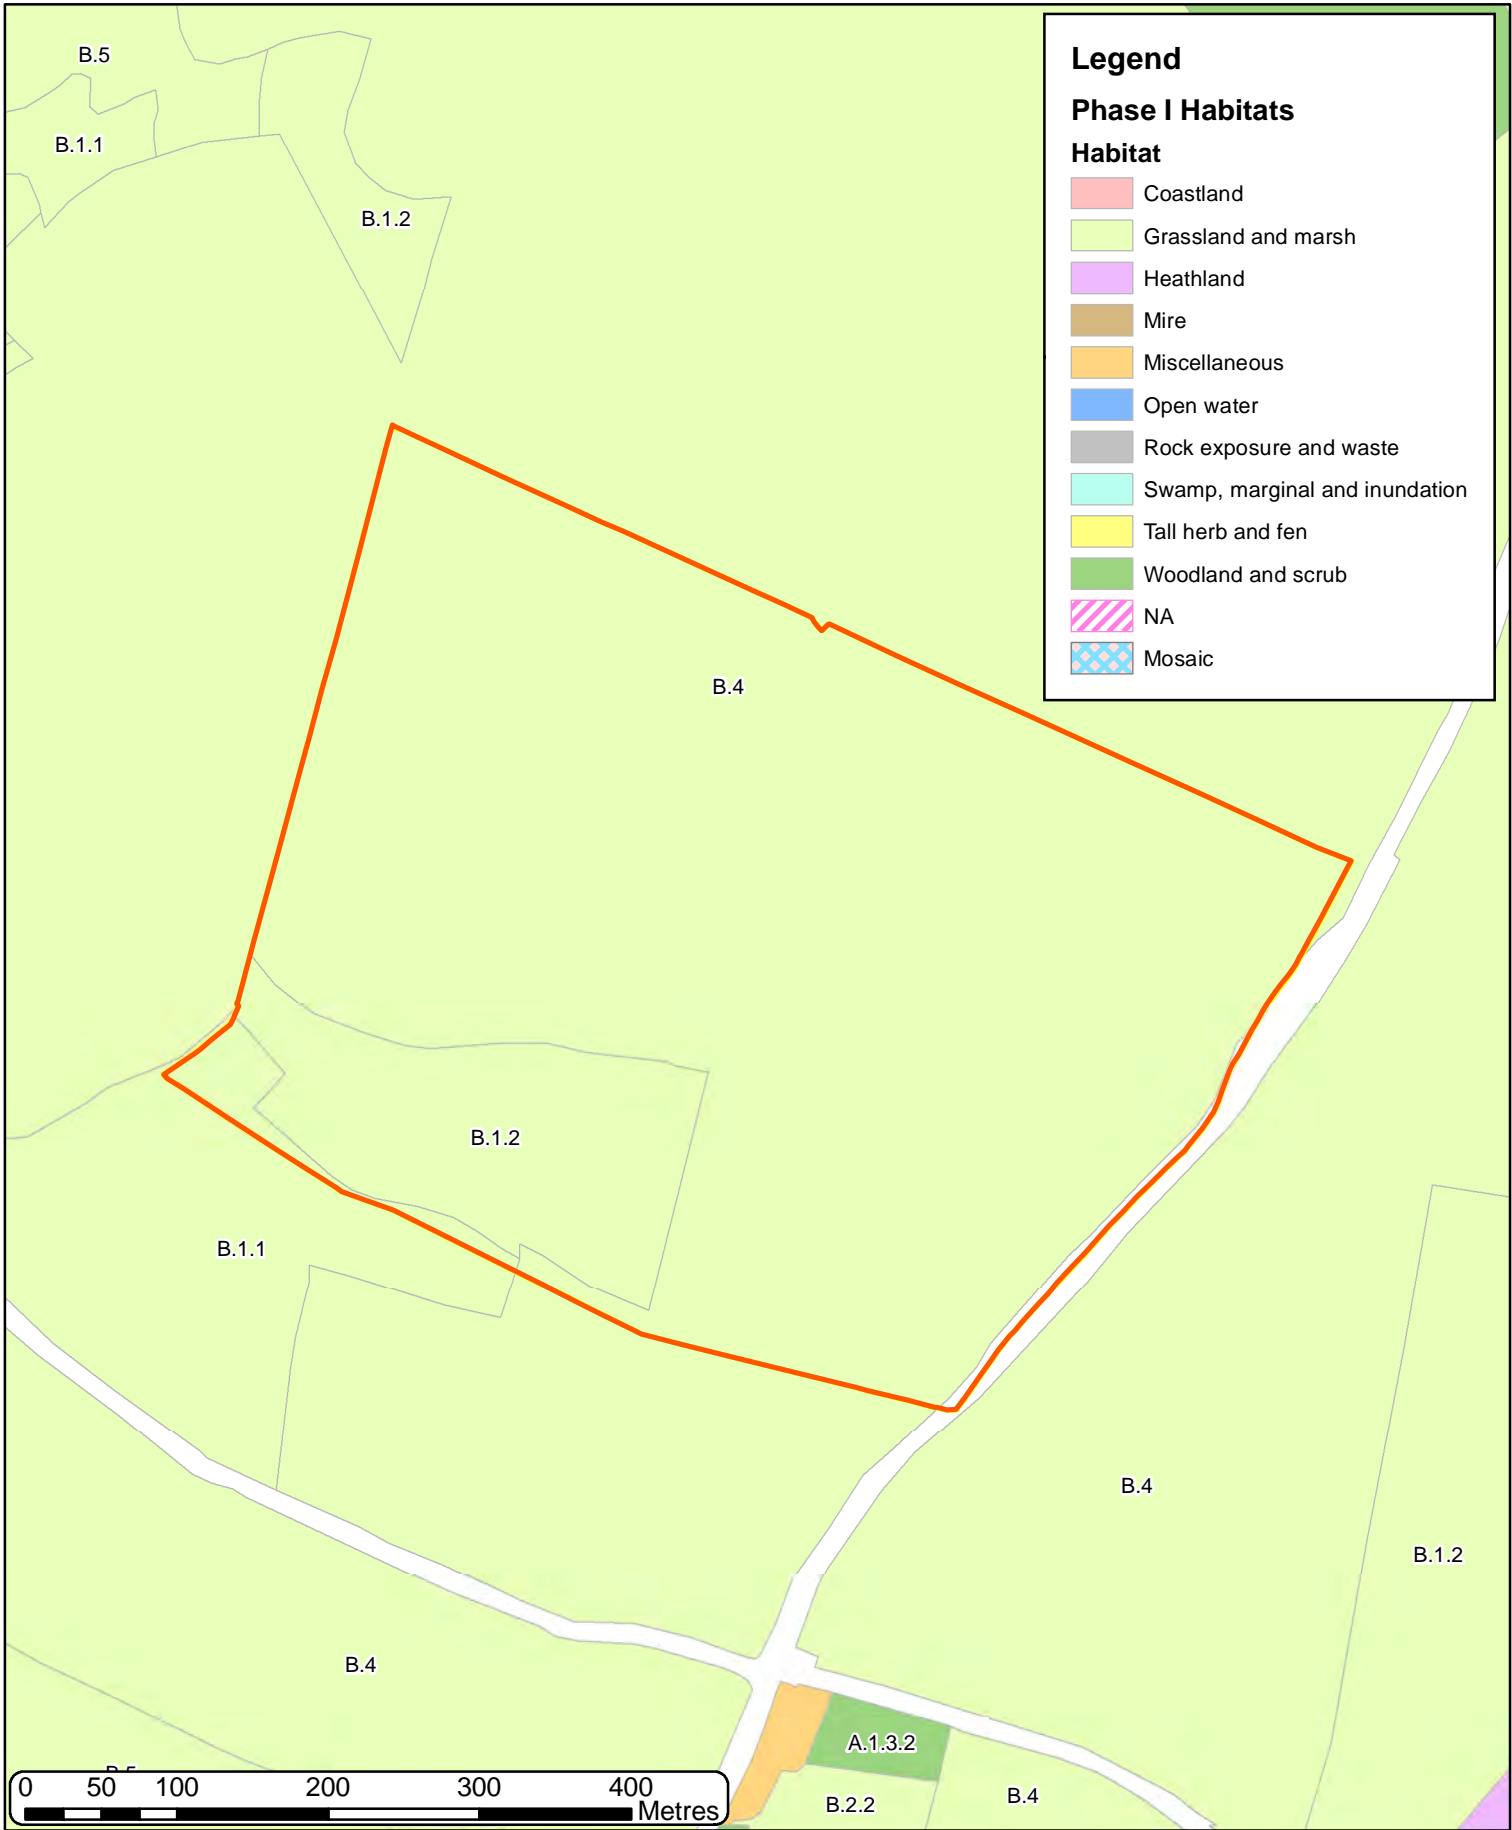 Legend
Phase I Habitats
Habitat
Coastland
Grassland and marsh
Heathland
Mire
Miscellaneous
Open water
Rock exposure and waste
Swamp, marginal and inundation
Tall herb and fen
Woodland and scrub
NA
Mosaic
B.5
B.1.1
B.1.2
B.4
B.1.2
B.1.1
B.4
B.1.2
B.4
A.1.3.2
B.5
B.2.2
B.4
0 50 100 200 300 400
Metres